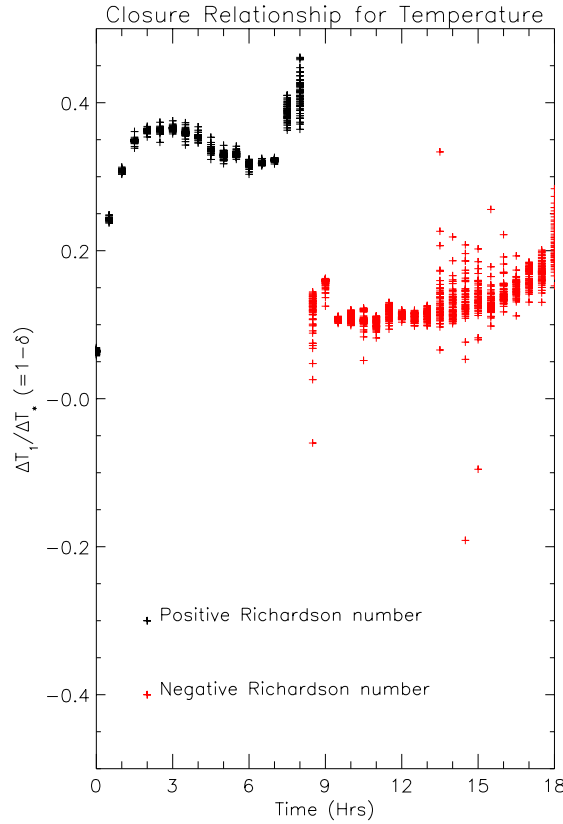 Closure Relationship for Temperature
0.4
0.2
-0.0
-0.2
-0.4
ΔT₁/ΔT* (=1-δ)
+ Positive Richardson number
+ Negative Richardson number
0 3 6 9 12 15 18
Time (Hrs)